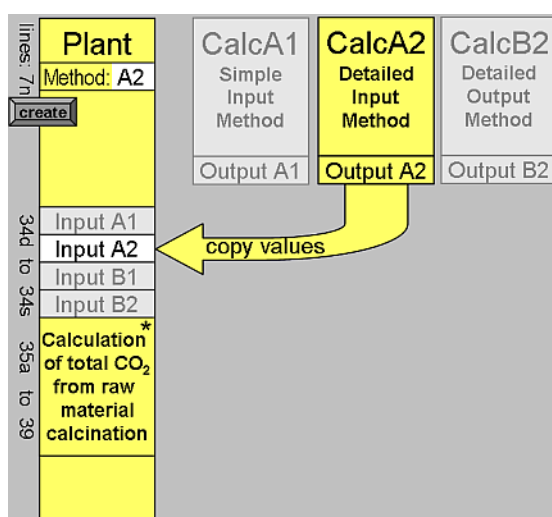 lines: 7n
Plant
Method: A2
create
CalcA1
Simple
Input
Method
Output A1
CalcA2
Detailed
Input
Method
Output A2
CalcB2
Detailed
Output
Method
Output B2
34d to 34s
Input A1
Input A2
Input B1
Input B2
copy values
35a to 39
Calculation*
of total CO₂
from raw
material
calcination